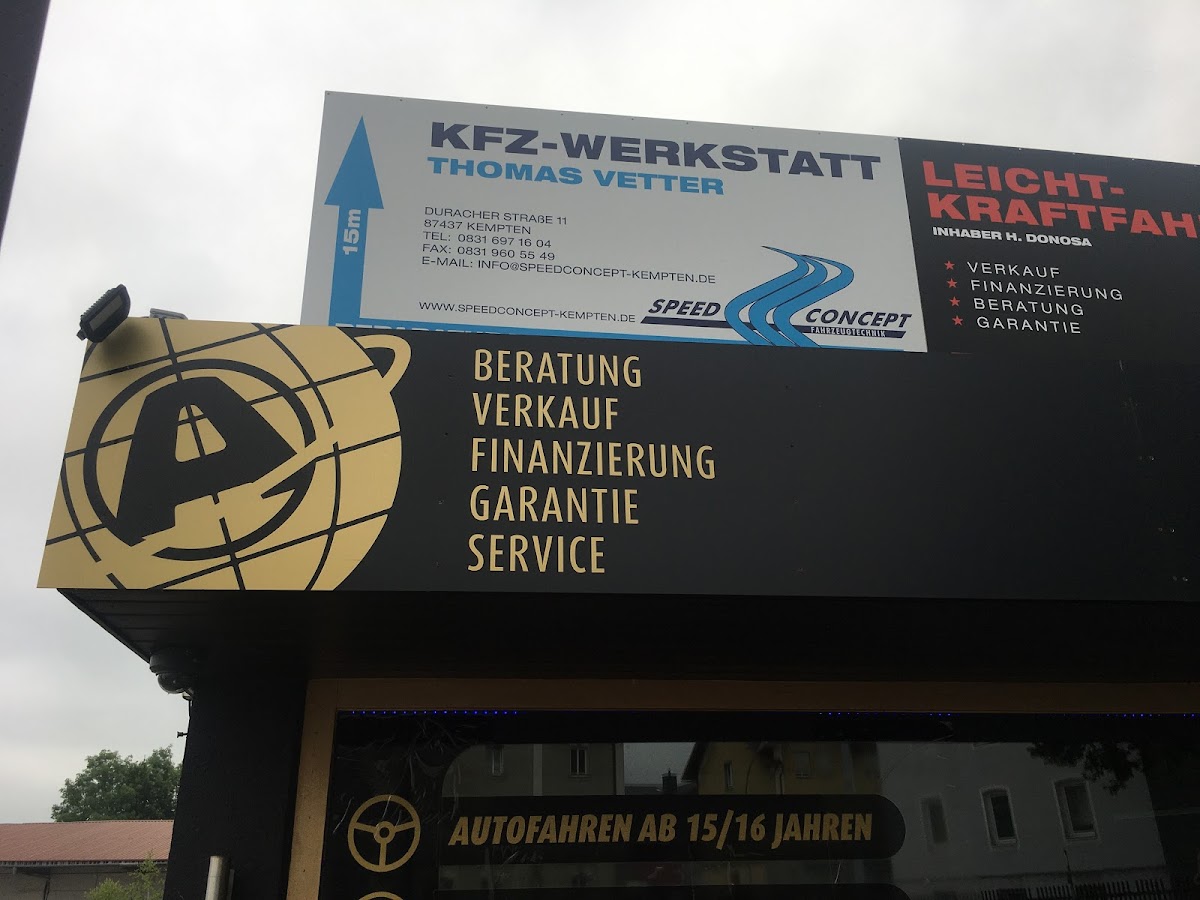 15m
KFZ-WERKSTATT
THOMAS VETTER
DURACHER STRAßE 11
87437 KEMPTEN
TEL: 0831 697 16 04
FAX: 0831 960 55 49
E-MAIL: INFO@SPEEDCONCEPT-KEMPTEN.DE
WWW.SPEEDCONCEPT-KEMPTEN.DE
SPEED CONCEPT
FAHRZEUGTECHNIK
LEICHT-
KRAFTFAH
INHABER H. DONOSA
VERKAUF
FINANZIERUNG
BERATUNG
GARANTIE
A
BERATUNG
VERKAUF
FINANZIERUNG
GARANTIE
SERVICE
AUTOFAHREN AB 15/16 JAHREN